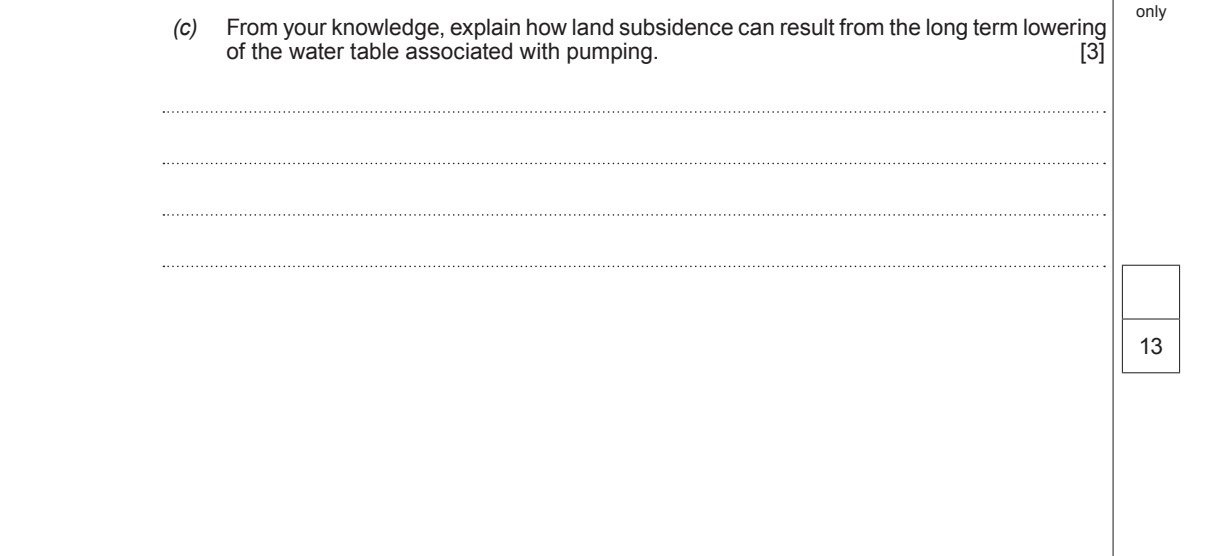 only
(c) From your knowledge, explain how land subsidence can result from the long term lowering
of the water table associated with pumping. [3]
13